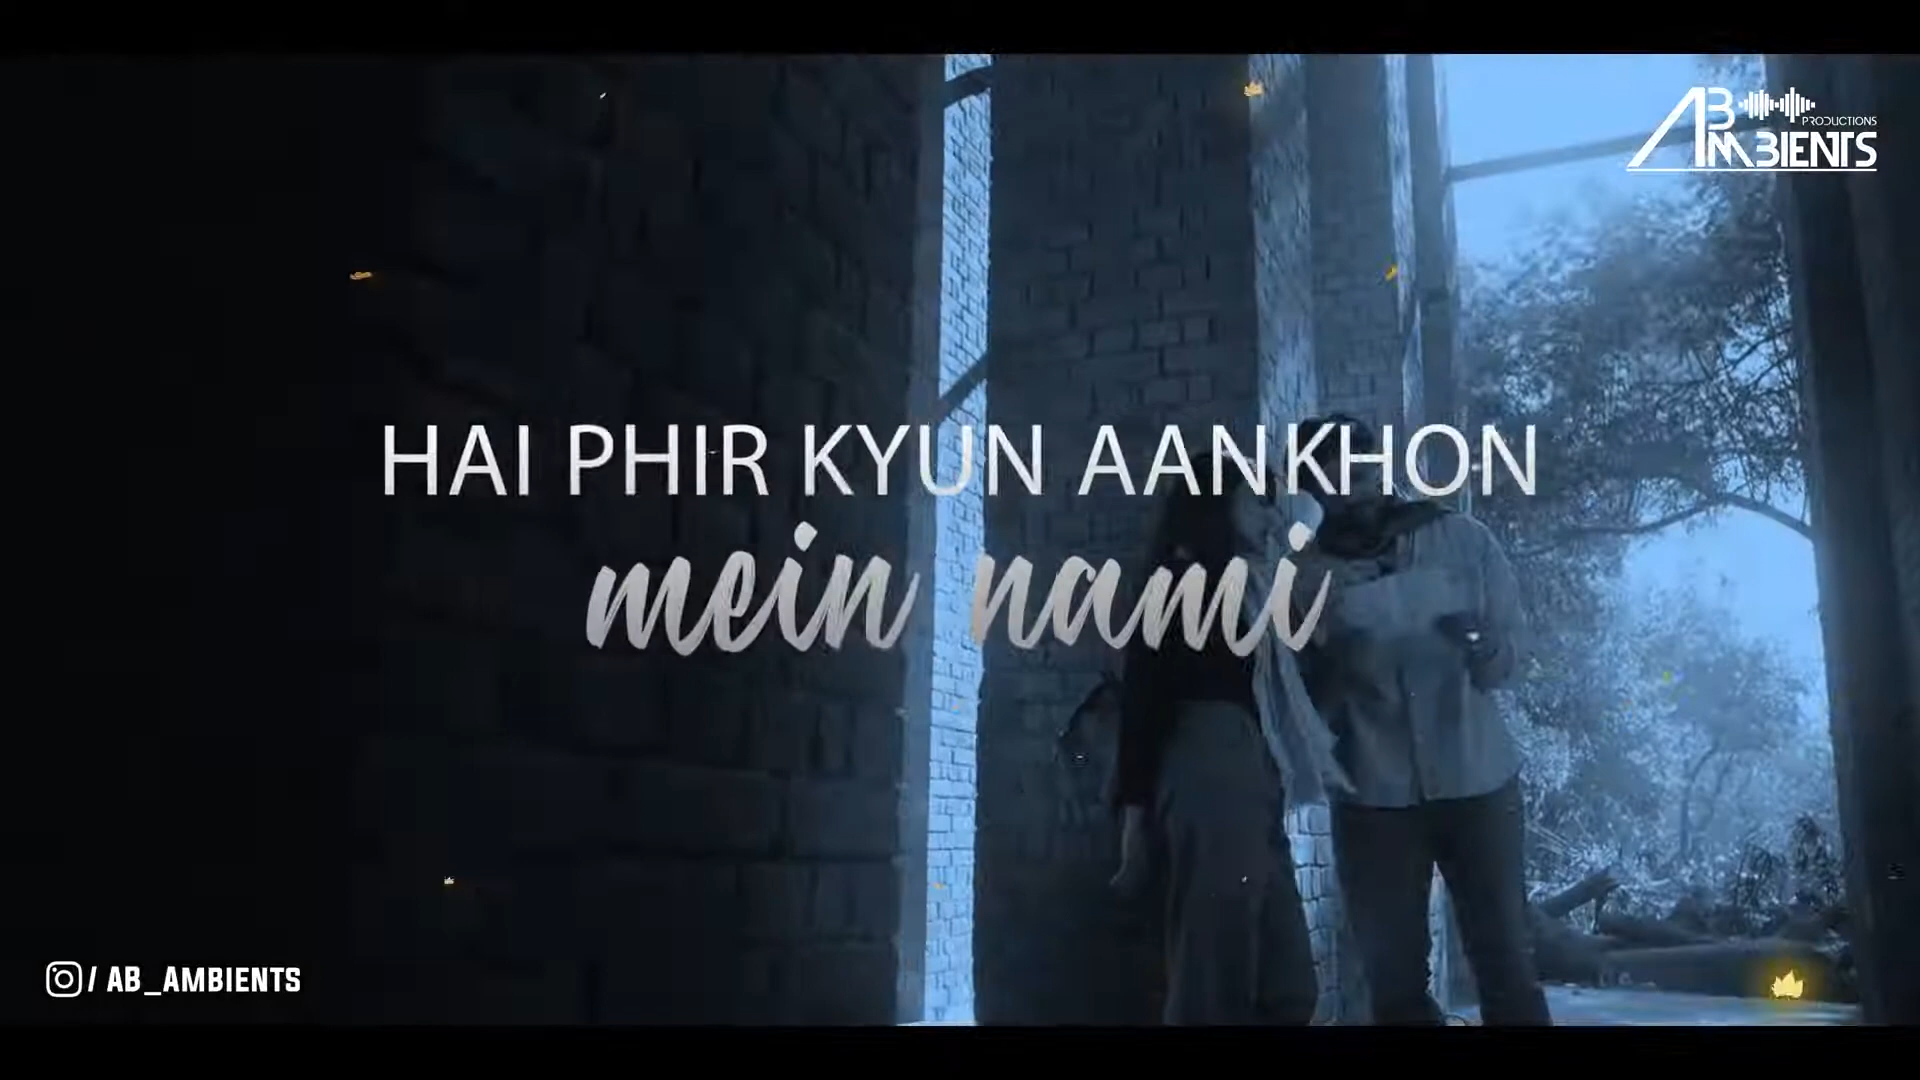 AB
PRODUCTIONS
AMBIENTS
HAI PHIR KYUN AANKHON
mein nami
/ AB_AMBIENTS